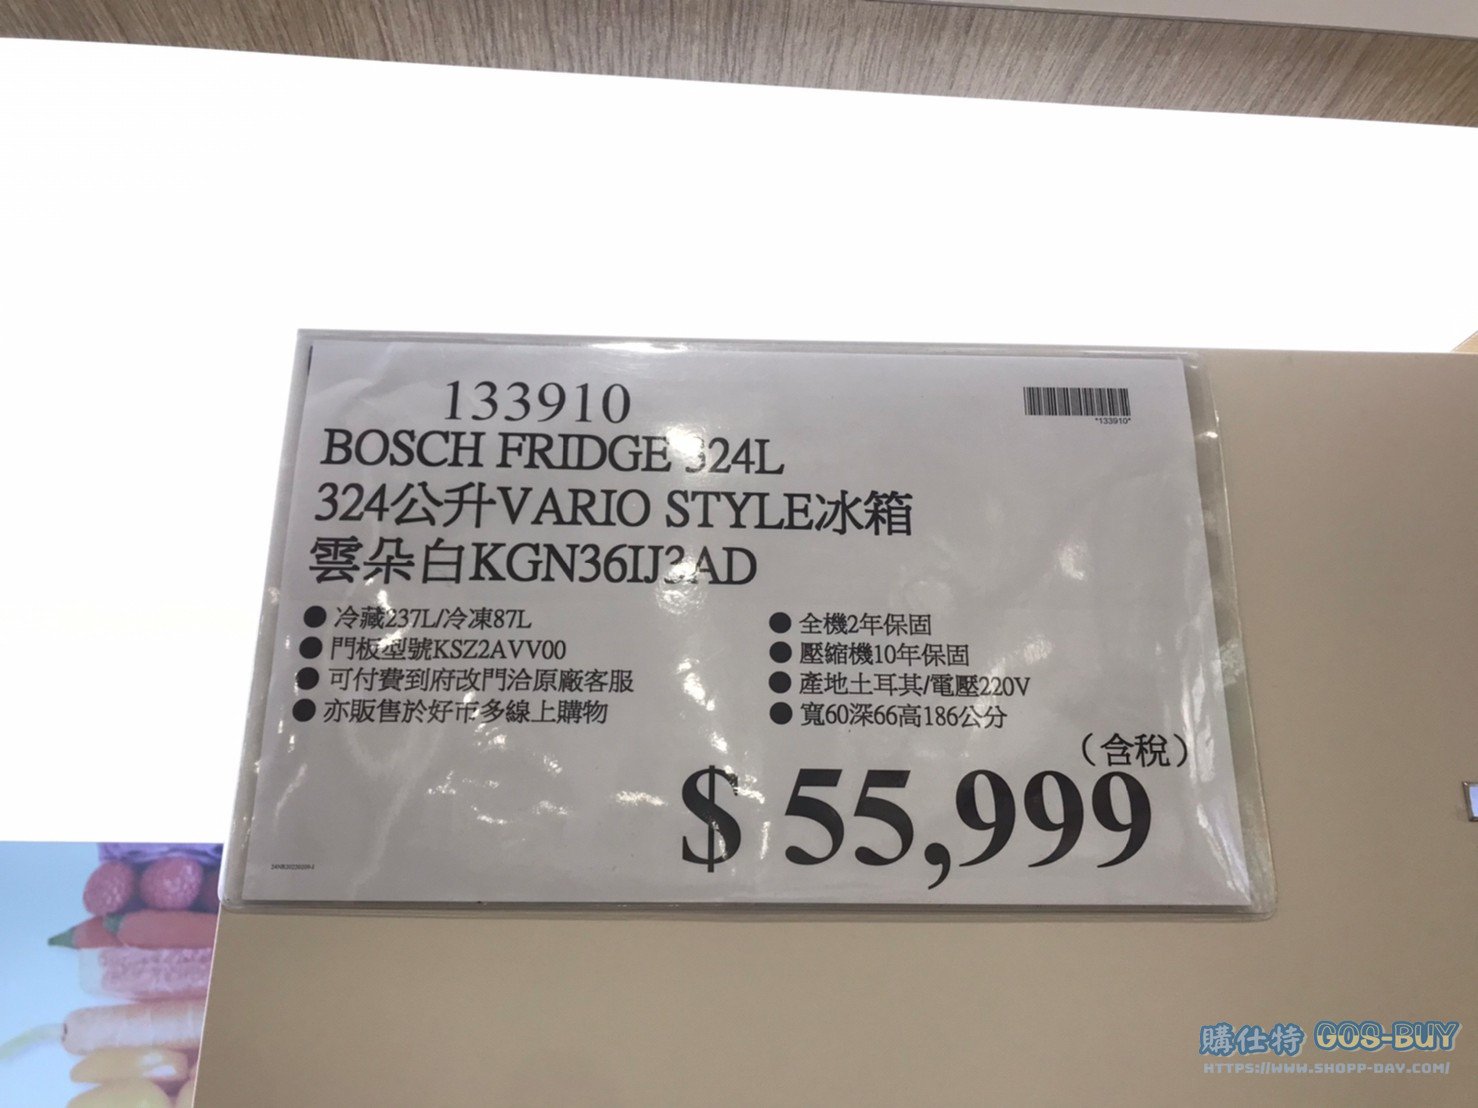 133910
*133910*
BOSCH FRIDGE 324L
324公升VARIO STYLE冰箱
雲朵白KGN36IJ3AD
● 冷藏237L/冷凍87L
● 門板型號KSZ2AVV00
● 可付費到府改門洽原廠客服
● 亦販售於好市多線上購物
● 全機2年保固
● 壓縮機10年保固
● 產地土耳其/電壓220V
● 寬60深66高186公分
(含稅)
$ 55,999
購仕特 GOS-BUY
HTTPS://WWW.SHOPP-DAY.COM/